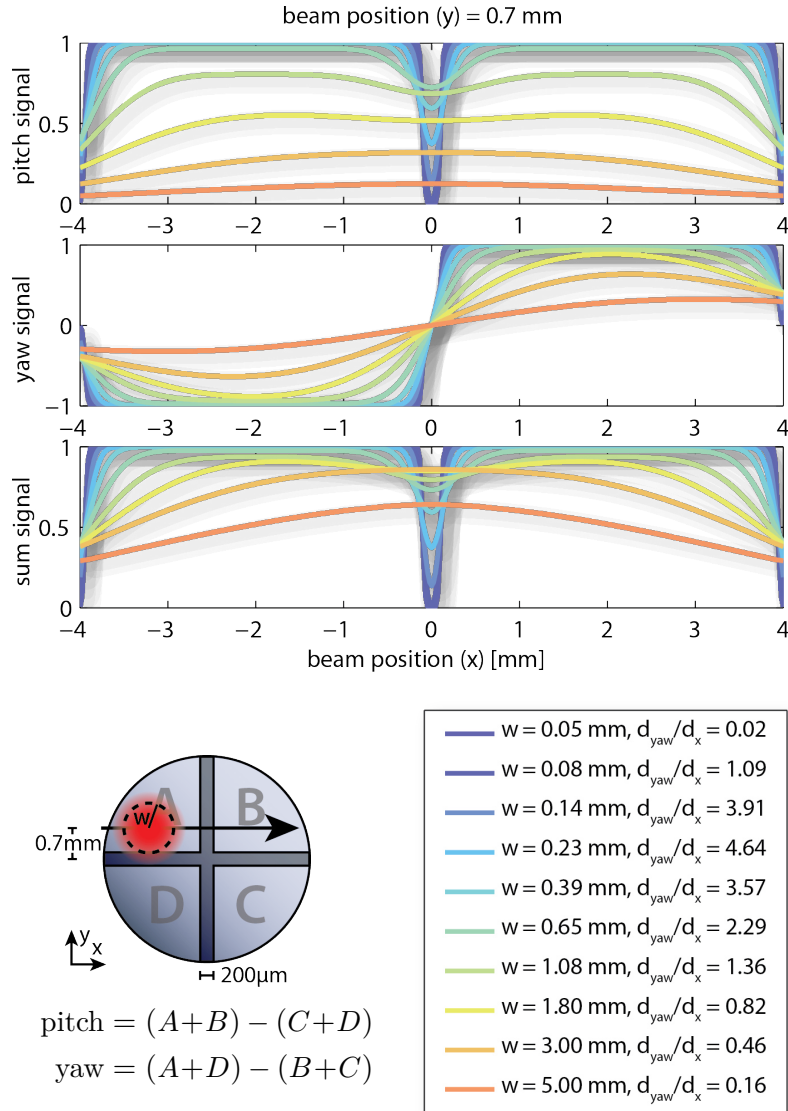 beam position (y) = 0.7 mm
1
0.5
0
pitch signal
−4 −3 −2 −1 0 1 2 3 4
1
0
−1
yaw signal
−4 −3 −2 −1 0 1 2 3 4
1
0.5
0
sum signal
−4 −3 −2 −1 0 1 2 3 4
beam position (x) [mm]
A B
w
0.7mm
D C
y
x
200μm
pitch = (A+B) − (C+D)
yaw = (A+D) − (B+C)
w = 0.05 mm, d_yaw/d_x = 0.02
w = 0.08 mm, d_yaw/d_x = 1.09
w = 0.14 mm, d_yaw/d_x = 3.91
w = 0.23 mm, d_yaw/d_x = 4.64
w = 0.39 mm, d_yaw/d_x = 3.57
w = 0.65 mm, d_yaw/d_x = 2.29
w = 1.08 mm, d_yaw/d_x = 1.36
w = 1.80 mm, d_yaw/d_x = 0.82
w = 3.00 mm, d_yaw/d_x = 0.46
w = 5.00 mm, d_yaw/d_x = 0.16